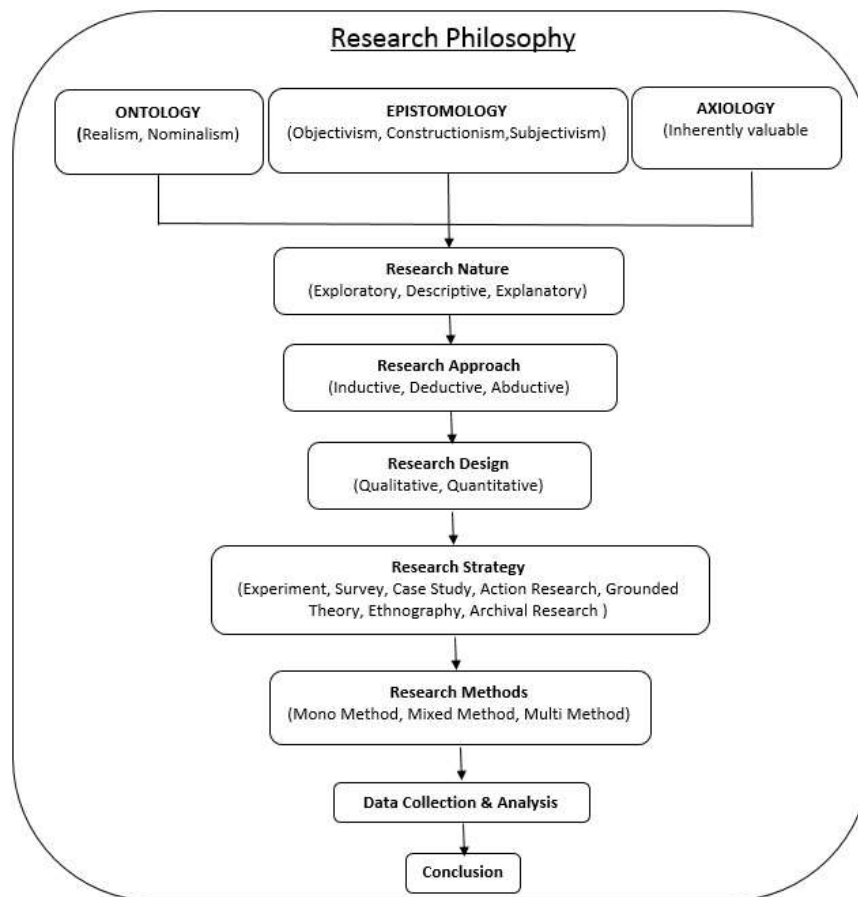 Research Philosophy
ONTOLOGY
(Realism, Nominalism)
EPISTOMOLOGY
(Objectivism, Constructionism,Subjectivism)
AXIOLOGY
(Inherently valuable
Research Nature
(Exploratory, Descriptive, Explanatory)
Research Approach
(Inductive, Deductive, Abductive)
Research Design
(Qualitative, Quantitative)
Research Strategy
(Experiment, Survey, Case Study, Action Research, Grounded
Theory, Ethnography, Archival Research )
Research Methods
(Mono Method, Mixed Method, Multi Method)
Data Collection & Analysis
Conclusion